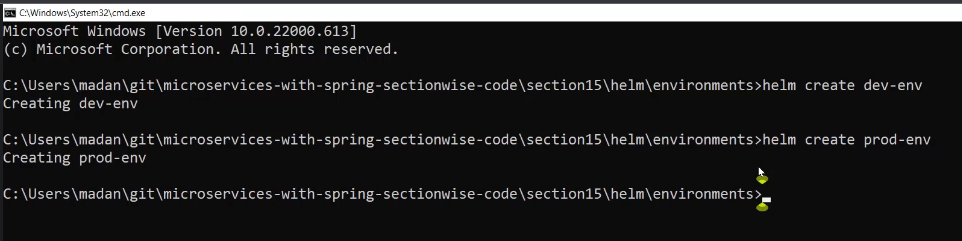 C:\Windows\System32\cmd.exe
Microsoft Windows [Version 10.0.22000.613]
(c) Microsoft Corporation. All rights reserved.
C:\Users\madan\git\microservices-with-spring-sectionwise-code\section15\helm\environments>helm create dev-env
Creating dev-env
C:\Users\madan\git\microservices-with-spring-sectionwise-code\section15\helm\environments>helm create prod-env
Creating prod-env
C:\Users\madan\git\microservices-with-spring-sectionwise-code\section15\helm\environments>